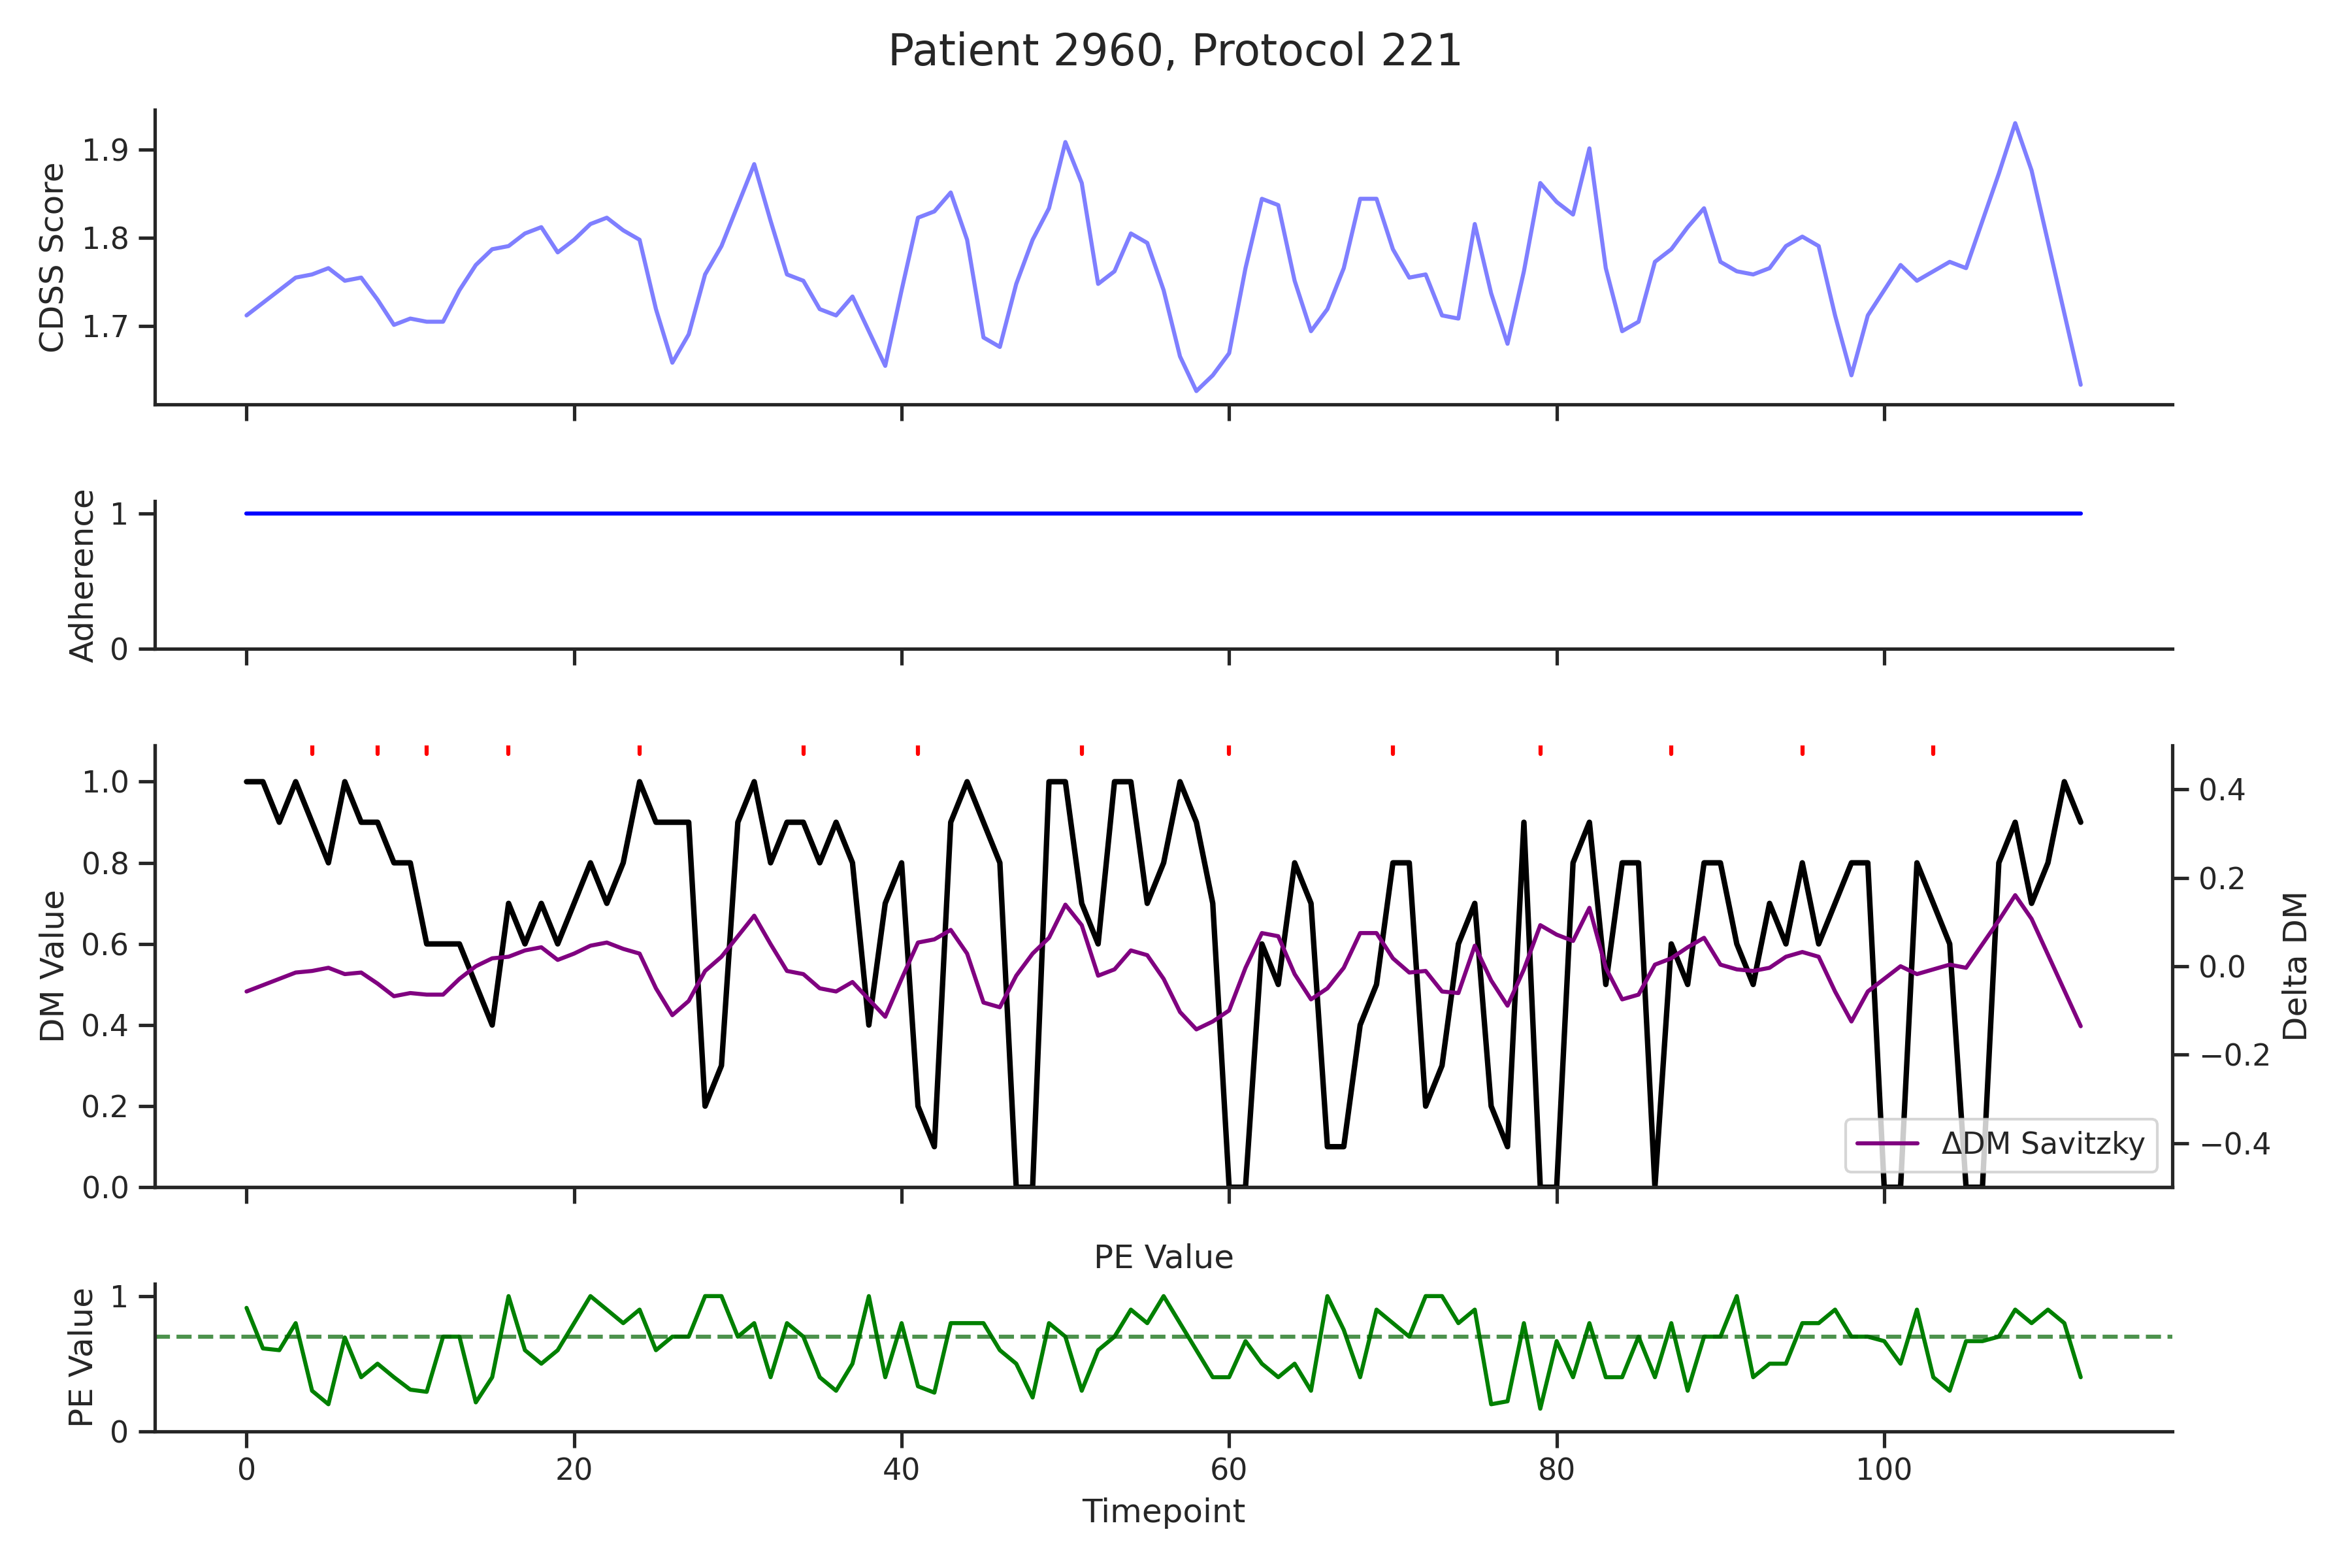 Patient 2960, Protocol 221
CDSS Score
1.9
1.8
1.7
Adherence
1
0
DM Value
1.0
0.8
0.6
0.4
0.2
0.0
Delta DM
0.4
0.2
0.0
−0.2
−0.4
ΔDM Savitzky
PE Value
PE Value
1
0
0 20 40 60 80 100
Timepoint